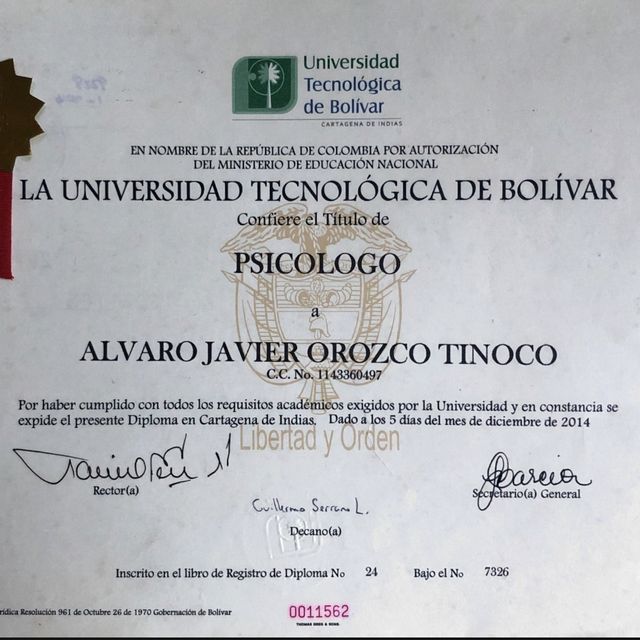 Universidad
Tecnológica
de Bolívar
CARTAGENA DE INDIAS
EN NOMBRE DE LA REPÚBLICA DE COLOMBIA POR AUTORIZACIÓN
DEL MINISTERIO DE EDUCACIÓN NACIONAL
LA UNIVERSIDAD TECNOLÓGICA DE BOLÍVAR
Confiere el Título de
PSICOLOGO
a
ALVARO JAVIER OROZCO TINOCO
C.C. No. 1143360497
Por haber cumplido con todos los requisitos académicos exigidos por la Universidad y en constancia se
expide el presente Diploma en Cartagena de Indias, Dado a los 5 días del mes de diciembre de 2014
Libertad y Orden
Rector(a)
Secretario(a) General
Guillermo Serrano L.
Decano(a)
Inscrito en el libro de Registro de Diploma No 24 Bajo el No 7326
rídica Resolución 961 de Octubre 26 de 1970 Gobernación de Bolívar
0011562